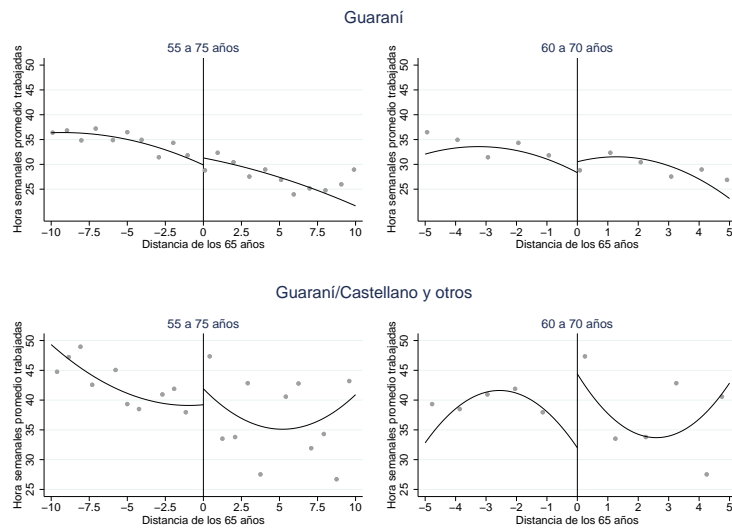 Guaraní
55 a 75 años
60 a 70 años
Hora semanales promedio trabajadas
50
45
40
35
30
25
−10 −7.5 −5 −2.5 0 2.5 5 7.5 10
Distancia de los 65 años
Hora semanales promedio trabajadas
50
45
40
35
30
25
−5 −4 −3 −2 −1 0 1 2 3 4 5
Distancia de los 65 años
Guaraní/Castellano y otros
55 a 75 años
60 a 70 años
Hora semanales promedio trabajadas
50
45
40
35
30
25
−10 −7.5 −5 −2.5 0 2.5 5 7.5 10
Distancia de los 65 años
Hora semanales promedio trabajadas
50
45
40
35
30
25
−5 −4 −3 −2 −1 0 1 2 3 4 5
Distancia de los 65 años